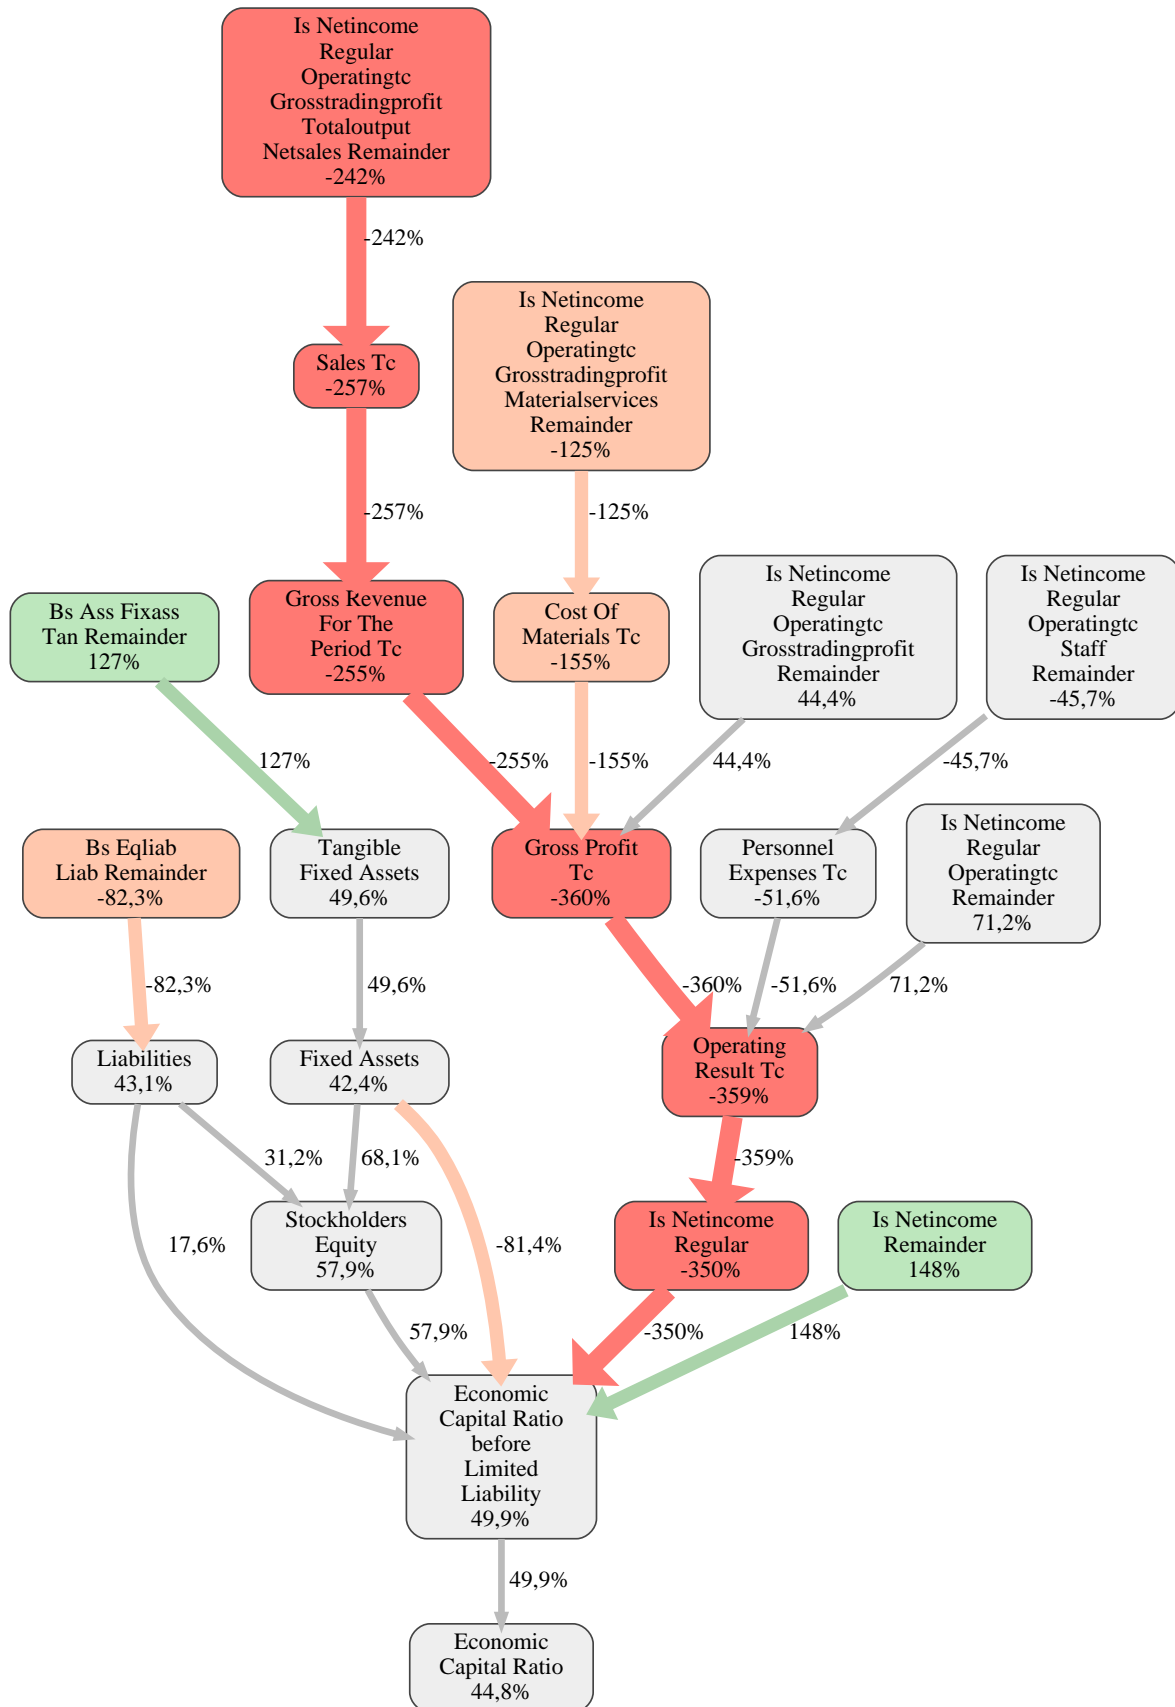 Is Netincome
Regular
Operatingtc
Grosstradingprofit
Totaloutput
Netsales Remainder
-242%
-242%
Is Netincome
Regular
Operatingtc
Grosstradingprofit
Materialservices
Remainder
-125%
Sales Tc
-257%
-257%
-125%
Bs Ass Fixass
Tan Remainder
127%
Gross Revenue
For The
Period Tc
-255%
Cost Of
Materials Tc
-155%
Is Netincome
Regular
Operatingtc
Grosstradingprofit
Remainder
44,4%
Is Netincome
Regular
Operatingtc
Staff
Remainder
-45,7%
127%
-255%
-155%
44,4%
-45,7%
Bs Eqliab
Liab Remainder
-82,3%
Tangible
Fixed Assets
49,6%
Gross Profit
Tc
-360%
Personnel
Expenses Tc
-51,6%
Is Netincome
Regular
Operatingtc
Remainder
71,2%
-82,3%
49,6%
-360%
-51,6%
71,2%
Liabilities
43,1%
Fixed Assets
42,4%
Operating
Result Tc
-359%
31,2%
68,1%
-359%
17,6%
Stockholders
Equity
57,9%
-81,4%
Is Netincome
Regular
-350%
Is Netincome
Remainder
148%
57,9%
-350%
148%
Economic
Capital Ratio
before
Limited
Liability
49,9%
49,9%
Economic
Capital Ratio
44,8%